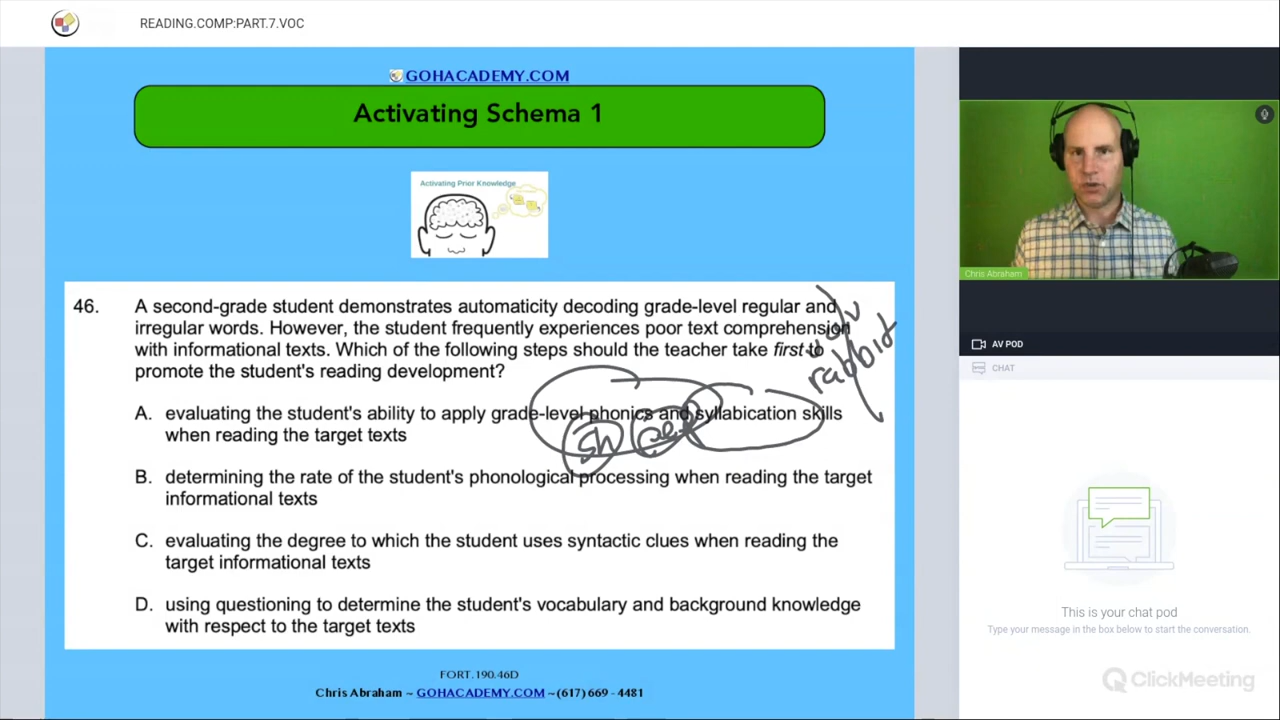 READING.COMP:PART.7.VOC
GOHACADEMY.COM
Activating Schema 1
Activating Prior Knowledge
46. A second-grade student demonstrates automaticity decoding grade-level regular and
irregular words. However, the student frequently experiences poor text comprehension
with informational texts. Which of the following steps should the teacher take first to
promote the student's reading development?
rabbit
A. evaluating the student's ability to apply grade-level phonics and syllabication skills
when reading the target texts
sh
B. determining the rate of the student's phonological processing when reading the target
informational texts
C. evaluating the degree to which the student uses syntactic clues when reading the
target informational texts
D. using questioning to determine the student's vocabulary and background knowledge
with respect to the target texts
FORT.190.46D
Chris Abraham ~ GOHACADEMY.COM ~ (617) 669 - 4481
Chris Abraham
AV POD
CHAT
This is your chat pod
Type your message in the box below to start the conversation.
ClickMeeting